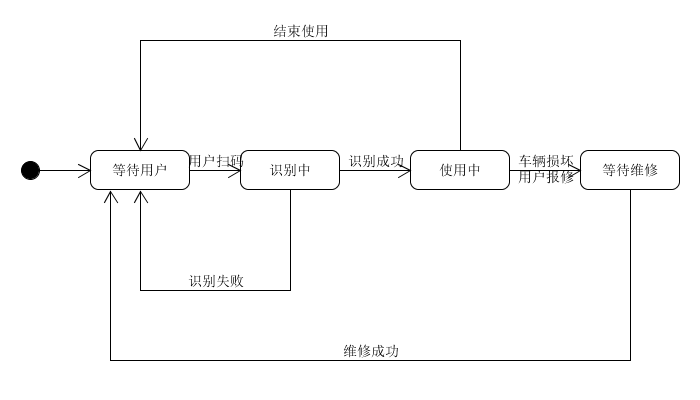 结束使用
用户扫码
识别成功
车辆损坏
用户报修
等待用户
识别中
使用中
等待维修
识别失败
维修成功